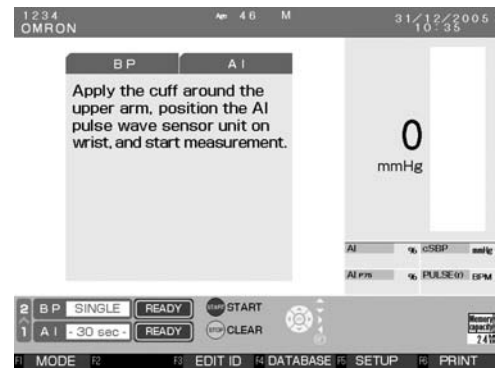 1234
OMRON
Age 46 M
31/12/2005
10:35
BP
AI
Apply the cuff around the
upper arm, position the AI
pulse wave sensor unit on
wrist, and start measurement.
0
mmHg
AI % cSBP mmHg
AI P75 % PULSE(r) BPM
2 BP SINGLE READY START START
1 AI - 30 sec - READY STOP CLEAR
Memory
capacity
F1 MODE F2 F3 EDIT ID F4 DATABASE F5 SETUP F6 PRINT